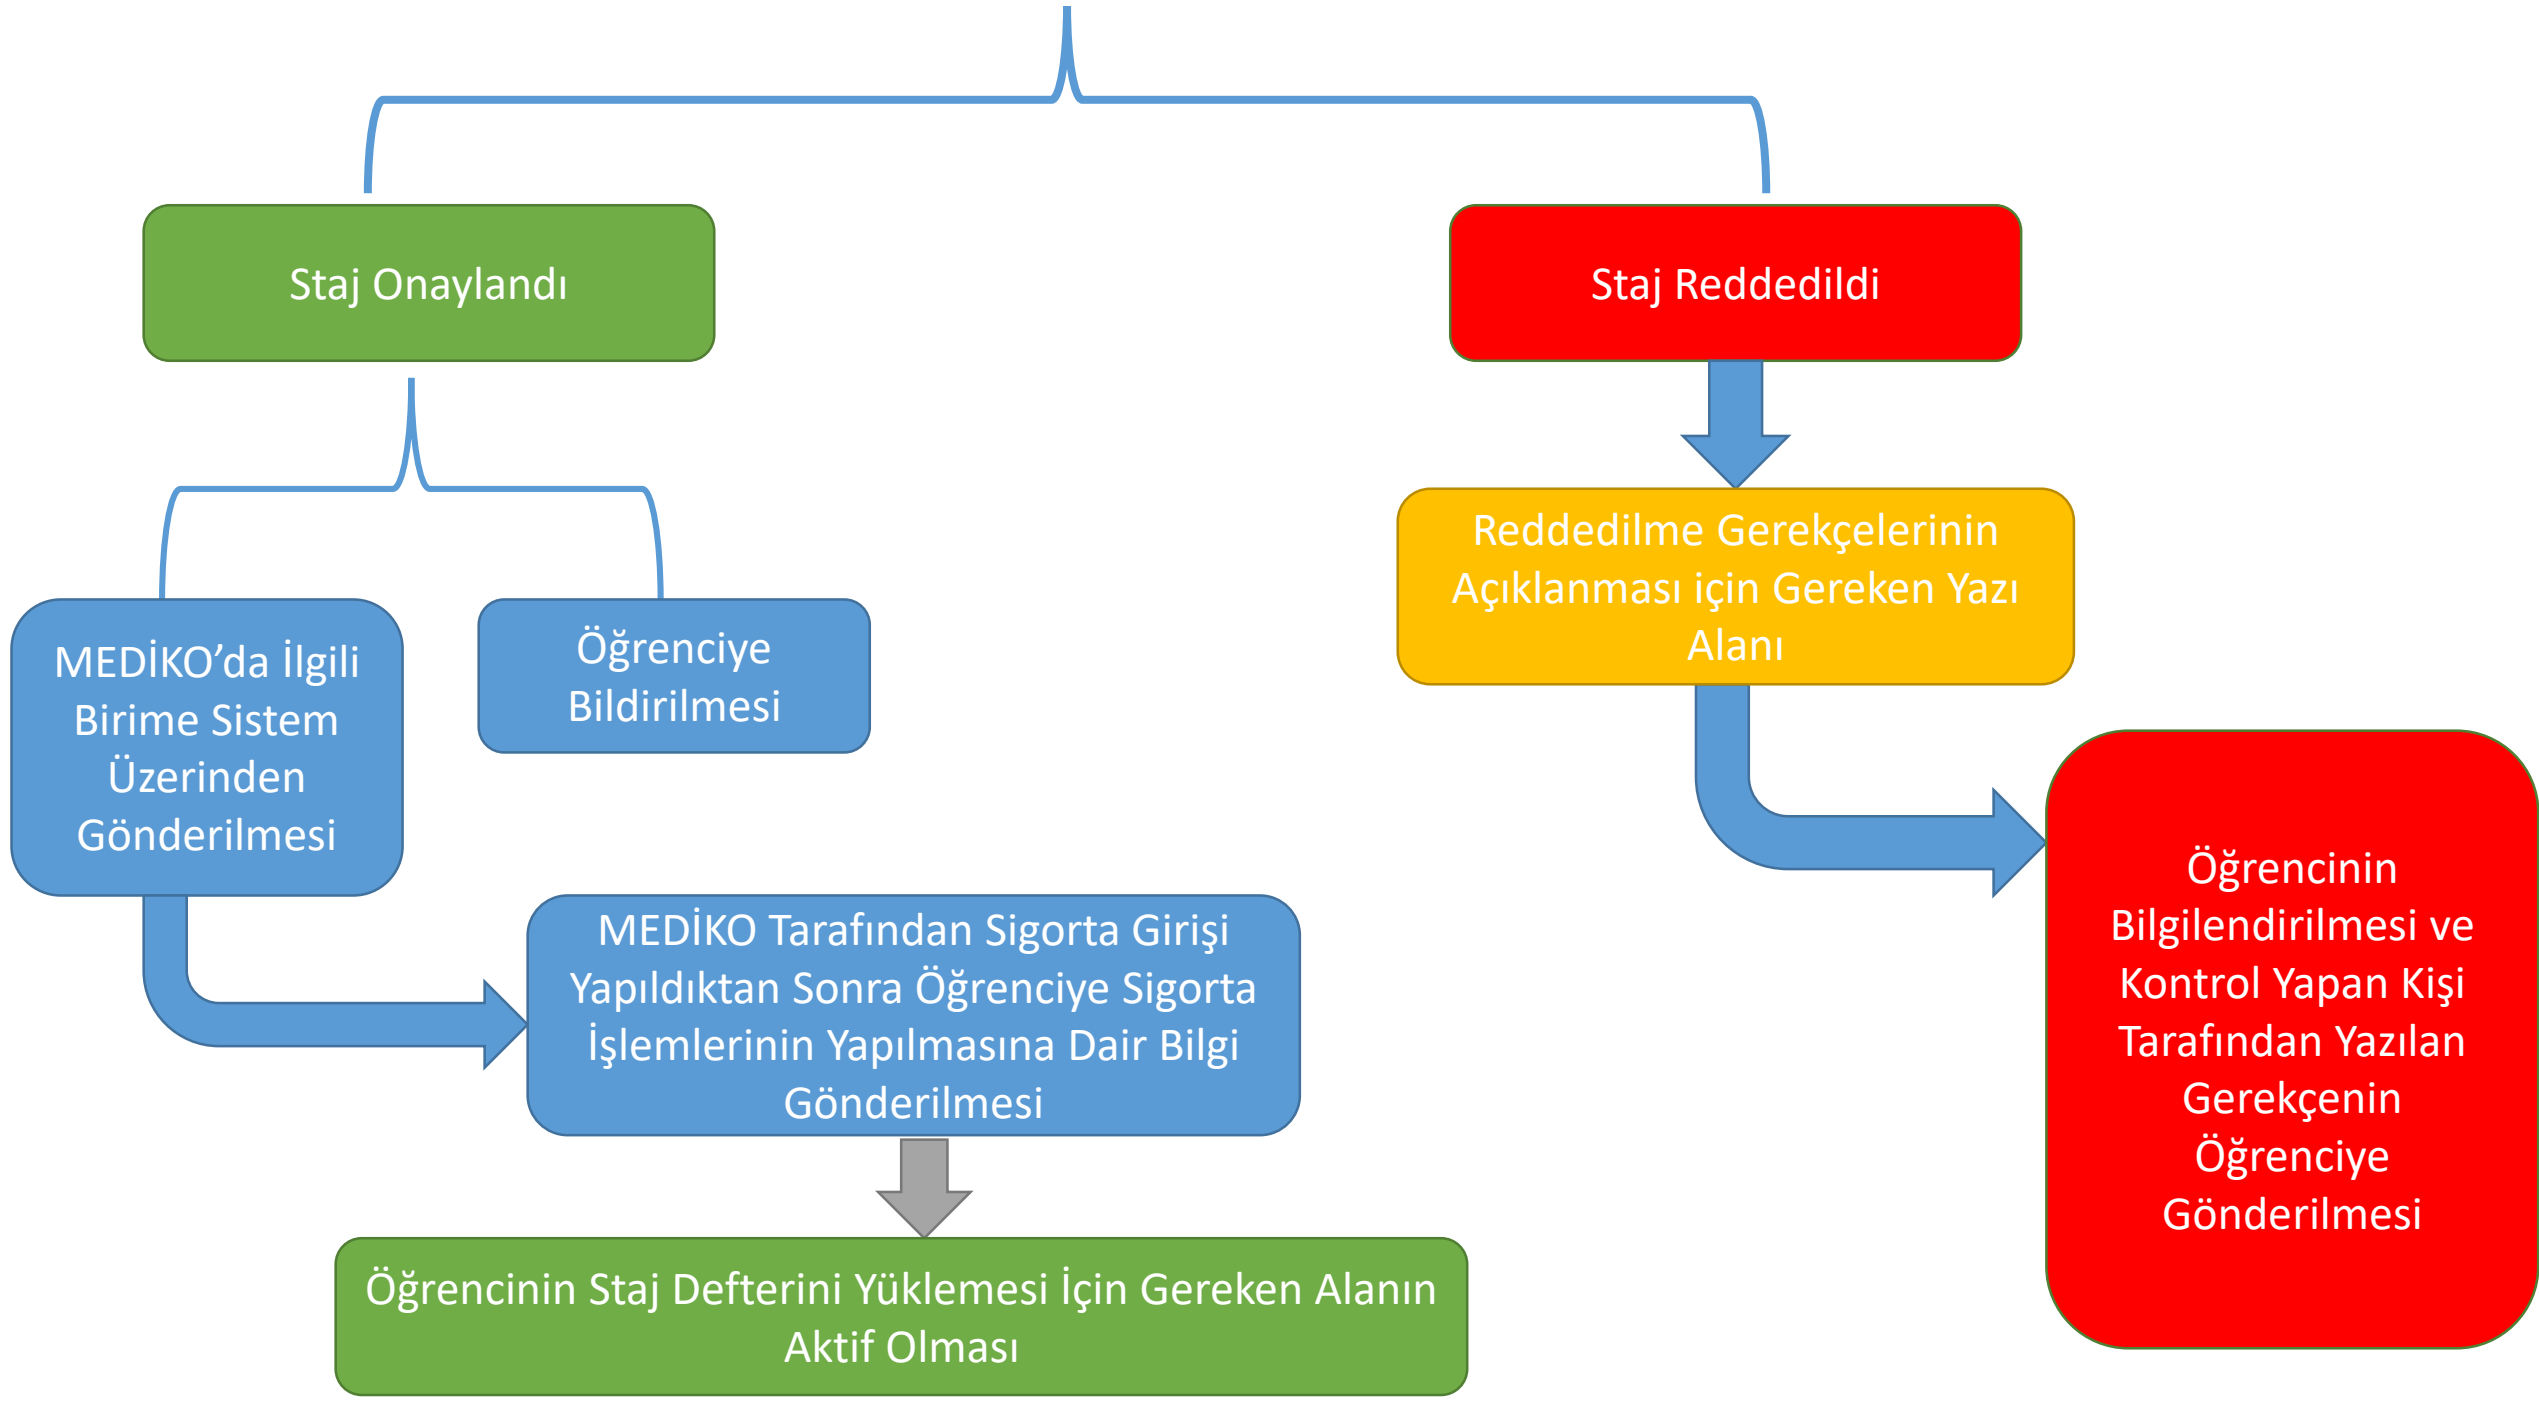 Staj Onaylandı
Staj Reddedildi
Reddedilme Gerekçelerinin
Açıklanması için Gereken Yazı
Alanı
MEDİKO’da İlgili
Birime Sistem
Üzerinden
Gönderilmesi
Öğrenciye
Bildirilmesi
MEDİKO Tarafından Sigorta Girişi
Yapıldıktan Sonra Öğrenciye Sigorta
İşlemlerinin Yapılmasına Dair Bilgi
Gönderilmesi
Öğrencinin
Bilgilendirilmesi ve
Kontrol Yapan Kişi
Tarafından Yazılan
Gerekçenin
Öğrenciye
Gönderilmesi
Öğrencinin Staj Defterini Yüklemesi İçin Gereken Alanın
Aktif Olması